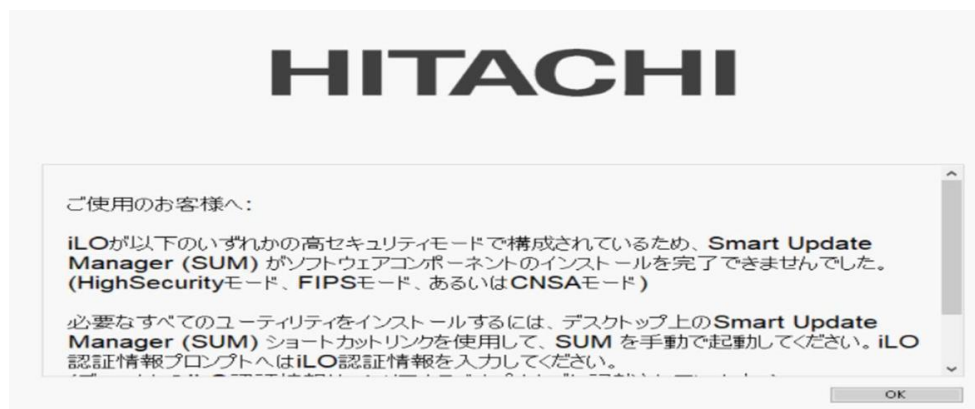 HITACHI
ご使用のお客様へ:
iLOが以下のいずれかの高セキュリティモードで構成されているため、Smart Update
Manager (SUM) がソフトウェアコンポーネントのインストールを完了できませんでした。
(HighSecurityモード、FIPSモード、あるいはCNSAモード)
必要なすべてのユーティリティをインストールするには、デスクトップ上のSmart Update
Manager (SUM) ショートカットリンクを使用して、SUM を手動で起動してください。iLO
認証情報プロンプトへはiLO認証情報を入力してください。
OK